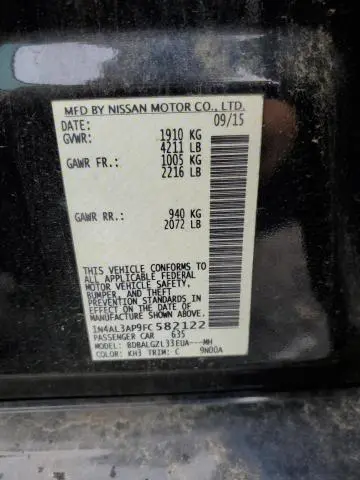 MFD BY NISSAN MOTOR CO., LTD.
DATE: 09/15
GVWR: 1910 KG
4211 LB
GAWR FR: 1005 KG
2216 LB
GAWR RR: 940 KG
2072 LB
THIS VEHICLE CONFORMS TO
ALL APPLICABLE FEDERAL
MOTOR VEHICLE SAFETY,
BUMPER, AND THEFT
PREVENTION STANDARDS IN
EFFECT ON THE DATE OF
MANUFACTURE SHOWN ABOVE.
1N4AL3AP9FC582122
PASSENGER CAR 635
MODEL: BDBALGZL33EUA---MH
COLOR: KH3 TRIM: C 9N00A